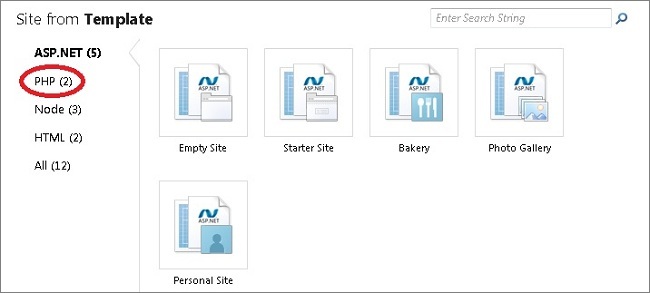 Site from Template
Enter Search String
ASP.NET (5)
PHP (2)
Node (3)
HTML (2)
All (12)
ASP.NET
ASP.NET
ASP.NET
ASP.NET
Empty Site
Starter Site
Bakery
Photo Gallery
ASP.NET
Personal Site